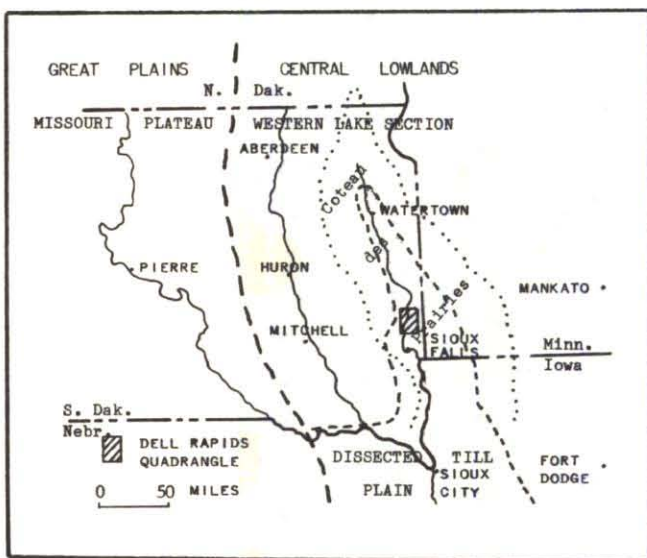 GREAT PLAINS CENTRAL LOWLANDS
N. Dak.
MISSOURI PLATEAU WESTERN LAKE SECTION
ABERDEEN
Coteau des Prairies
WATERTOWN
PIERRE
HURON
MANKATO
MITCHELL
SIOUX
FALLS
Minn.
Iowa
S. Dak.
Nebr.
DELL RAPIDS
QUADRANGLE
DISSECTED TILL
PLAIN
SIOUX
CITY
FORT
DODGE
0 50 MILES